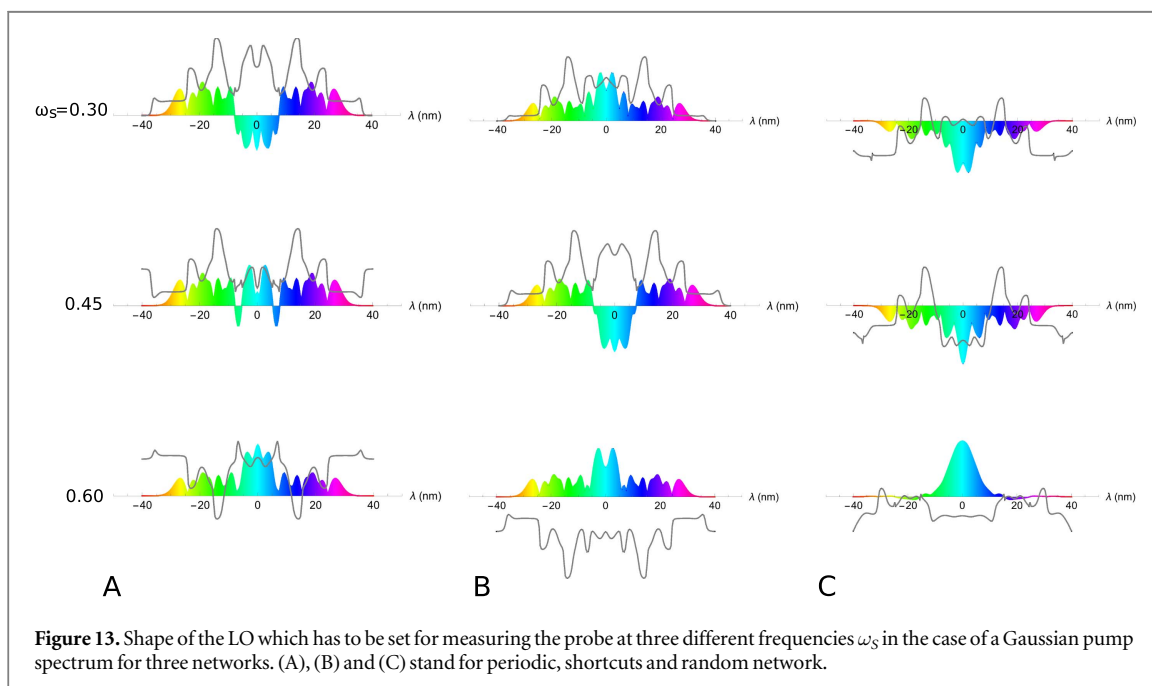 ωS=0.30
−40 −20 0 20 40 λ (nm)
−40 −20 0 20 40 λ (nm)
−40 −20 0 20 40 λ (nm)
0.45
−40 −20 0 20 40 λ (nm)
−40 −20 0 20 40 λ (nm)
−40 −20 0 20 40 λ (nm)
0.60
−40 −20 0 20 40 λ (nm)
−40 −20 0 20 40 λ (nm)
−40 −20 0 20 40 λ (nm)
A B C
Figure 13. Shape of the LO which has to be set for measuring the probe at three different frequencies ωS in the case of a Gaussian pump
spectrum for three networks. (A), (B) and (C) stand for periodic, shortcuts and random network.